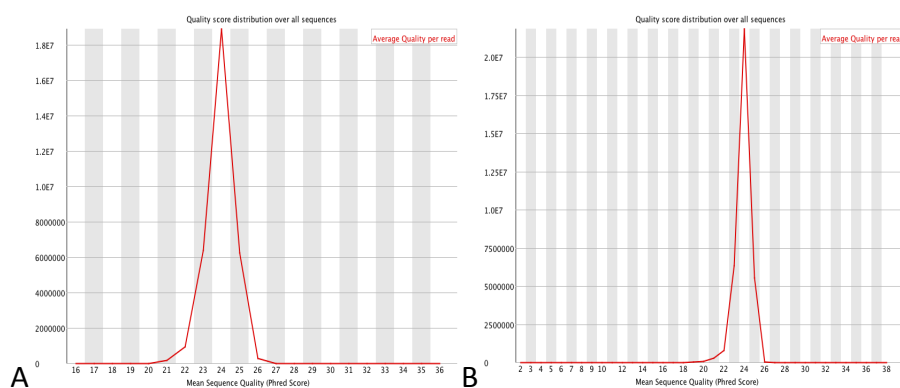 Quality score distribution over all sequences
Average Quality per read
1.8E7
1.6E7
1.4E7
1.2E7
1.0E7
8000000
6000000
4000000
2000000
0
16 17 18 19 20 21 22 23 24 25 26 27 28 29 30 31 32 33 34 35 36
Mean Sequence Quality (Phred Score)
A
Quality score distribution over all sequences
Average Quality per rea
2.0E7
1.75E7
1.5E7
1.25E7
1.0E7
7500000
5000000
2500000
0
2 3 4 5 6 7 8 9 10 12 14 16 18 20 22 24 26 28 30 32 34 36 38
Mean Sequence Quality (Phred Score)
B